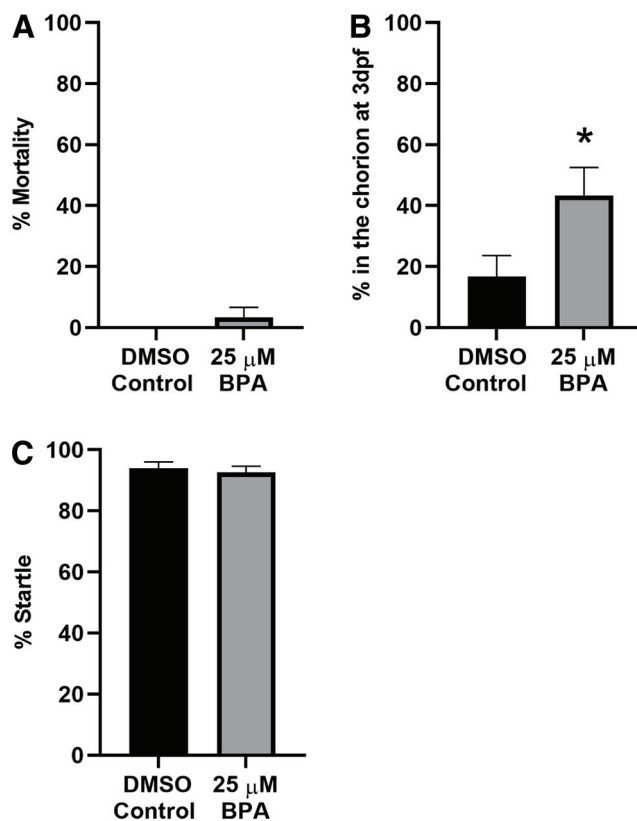 A
% Mortality
100
80
60
40
20
0
DMSO
Control
25 μM
BPA
B
% in the chorion at 3dpf
100
80
60
40
20
0
*
DMSO
Control
25 μM
BPA
C
% Startle
100
80
60
40
20
0
DMSO
Control
25 μM
BPA